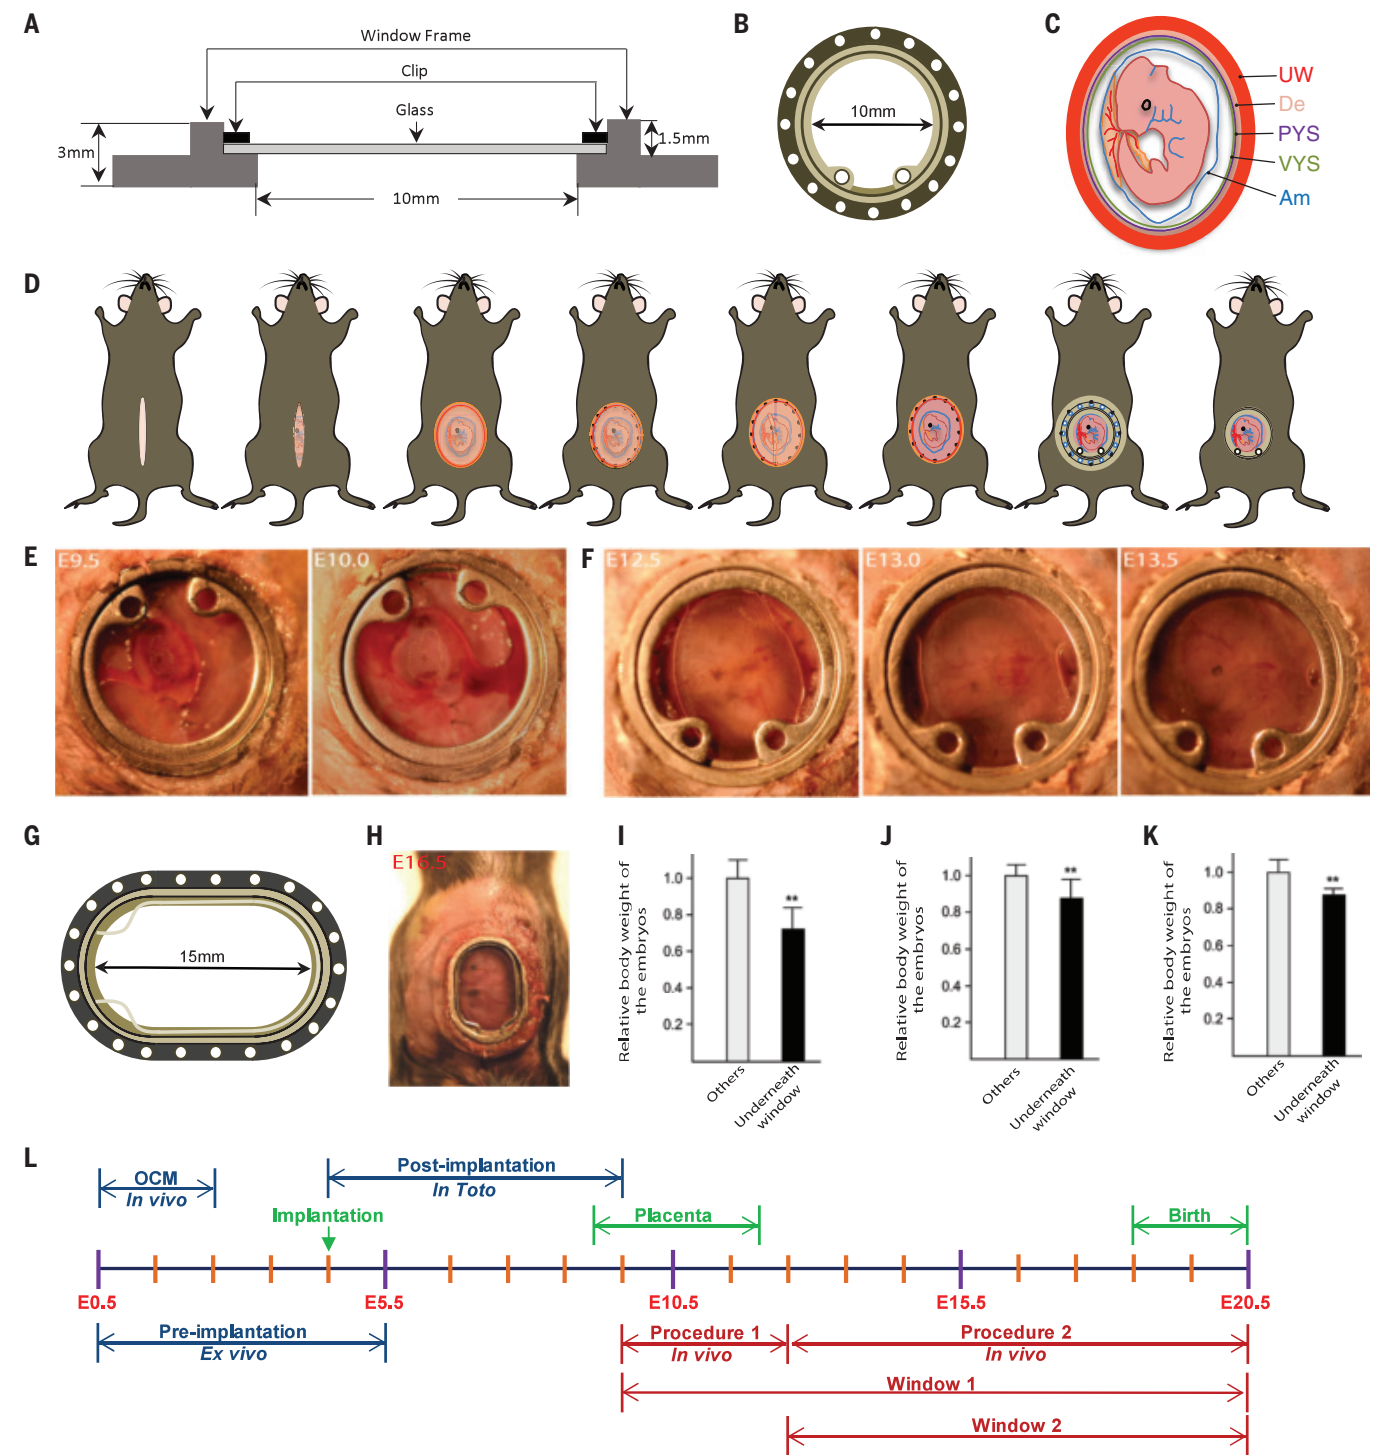 A
Window Frame
Clip
Glass
3mm
1.5mm
10mm
B
10mm
C
UW
De
PYS
VYS
Am
D
E
E9.5
E10.0
F
E12.5
E13.0
E13.5
G
15mm
H
E16.5
I
Relative body weight of
the embryos
1.0
0.8
0.6
0.4
0.2
**
Others
Underneath
window
J
Relative body weight of
the embryos
1.0
0.8
0.6
0.4
0.2
**
Others
Underneath
window
K
Relative body weight of
the embryos
1.0
0.8
0.6
0.4
0.2
**
Others
Underneath
window
L
OCM
In vivo
Post-implantation
In Toto
Implantation
Placenta
Birth
E0.5
E5.5
E10.5
E15.5
E20.5
Pre-implantation
Ex vivo
Procedure 1
In vivo
Procedure 2
In vivo
Window 1
Window 2